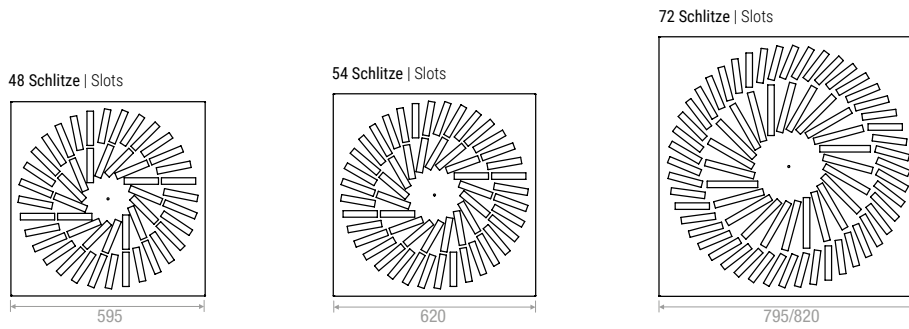 72 Schlitze | Slots
48 Schlitze | Slots
54 Schlitze | Slots
595
620
795/820